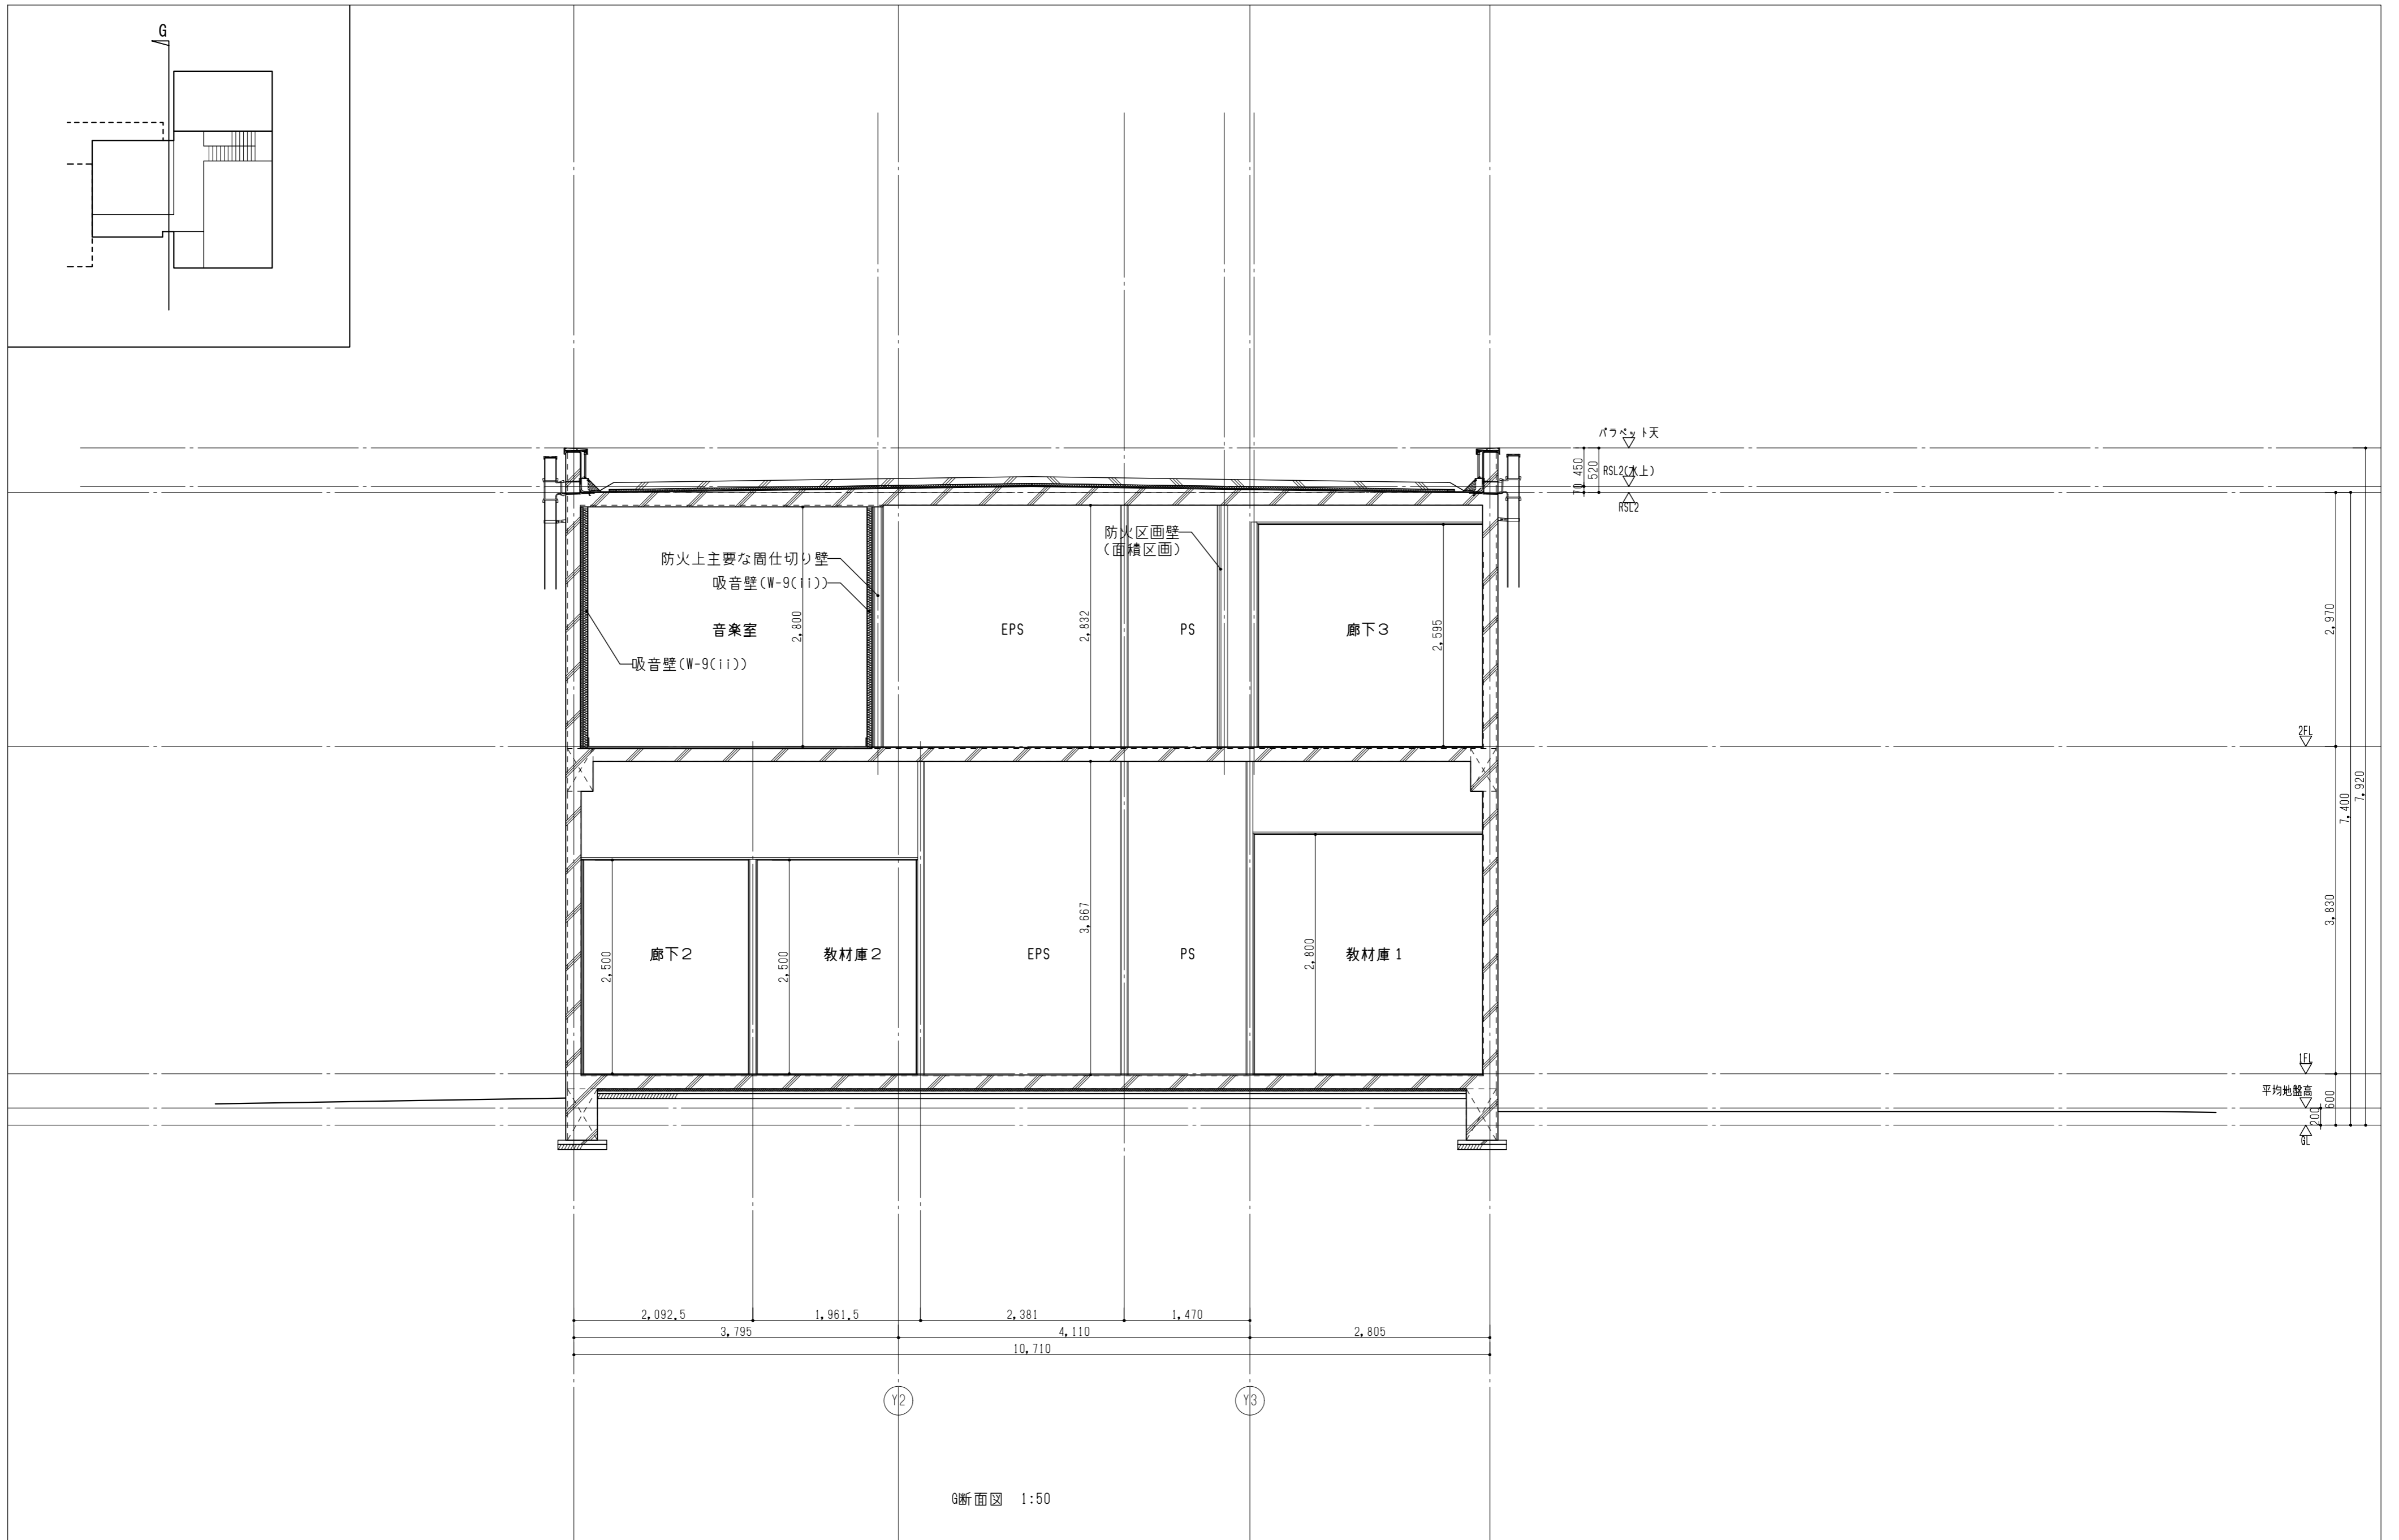 G
パラペット天
450
520
RSL2(水上)
70
RSL2
防火区画壁
(面積区画)
防火上主要な間仕切り壁
吸音壁(W-9(ii))
音楽室
2,800
EPS
2,832
PS
廊下3
2,595
吸音壁(W-9(ii))
2,970
2FL
7,400
7,920
3,830
3,667
廊下2
2,500
教材庫2
2,500
EPS
PS
2,800
教材庫1
1FL
平均地盤高
600
200
GL
2,092.5
1,961.5
2,381
1,470
3,795
4,110
2,805
10,710
Y2
Y3
G断面図 1:50